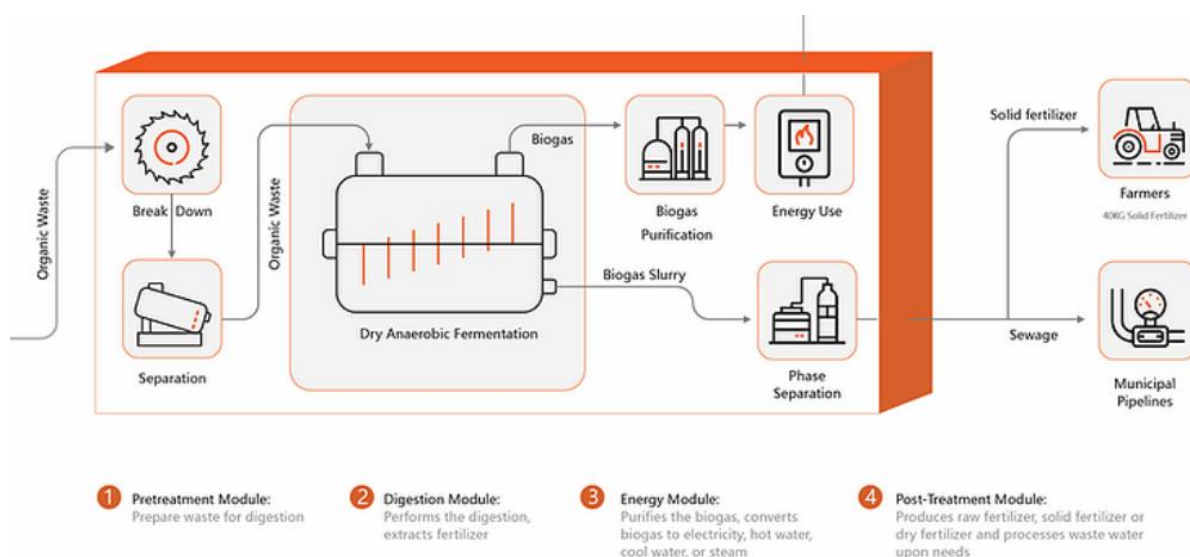 Organic Waste
Break Down
Separation
Organic Waste
Dry Anaerobic Fermentation
Biogas
Biogas
Purification
Energy Use
Biogas Slurry
Phase
Separation
Solid fertilizer
Farmers
40KG Solid Fertilizer
Sewage
Municipal
Pipelines
1 Pretreatment Module:
Prepare waste for digestion
2 Digestion Module:
Performs the digestion,
extracts fertilizer
3 Energy Module:
Purifies the biogas, converts
biogas to electricity, hot water,
cool water, or steam
4 Post-Treatment Module:
Produces raw fertilizer, solid fertilizer or
dry fertilizer and processes waste water
upon needs